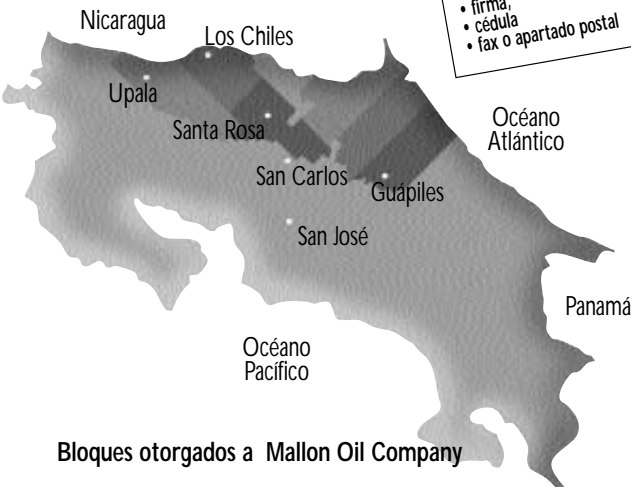 • firma,
• cédula
• fax o apartado postal
Nicaragua
Los Chiles
Upala
Santa Rosa
Océano
Atlántico
San Carlos
Guápiles
San José
Panamá
Océano
Pacífico
Bloques otorgados a Mallon Oil Company